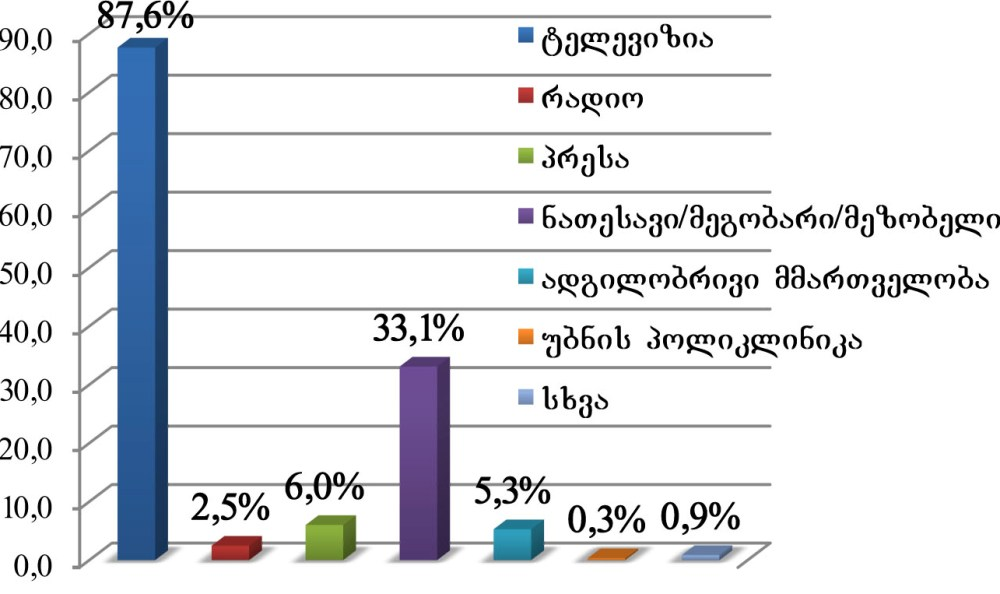 87,6%
90,0
80,0
70,0
60,0
50,0
40,0
30,0
20,0
10,0
0,0
2,5%
6,0%
33,1%
5,3%
0,3%
0,9%
ტელევიზია
რადიო
პრესა
ნათესავი/მეგობარი/მეზობელი
ადგილობრივი მმართველობა
უბნის პოლიკლინიკა
სხვა